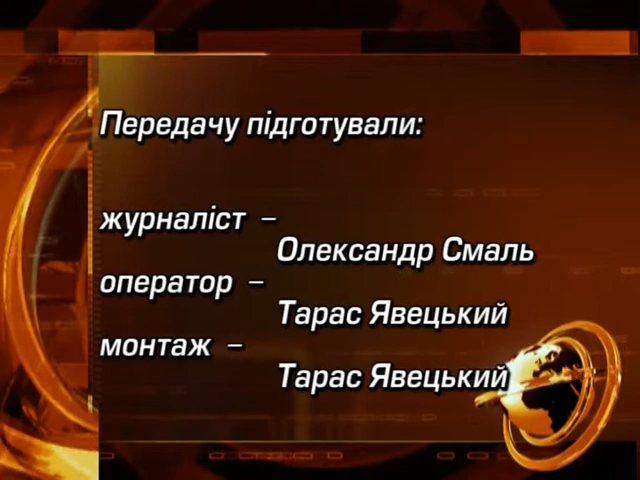 Передачу підготували:
журналіст –
Олександр Смаль
оператор –
Тарас Явецький
монтаж –
Тарас Явецький